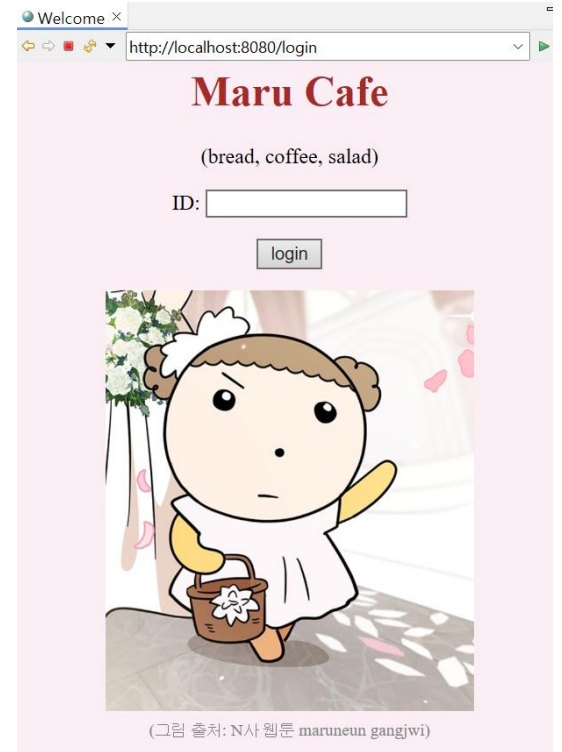 Welcome
http://localhost:8080/login
Maru Cafe
(bread, coffee, salad)
ID:
login
(그림 출처: N사 웹툰 maruneun gangjwi)